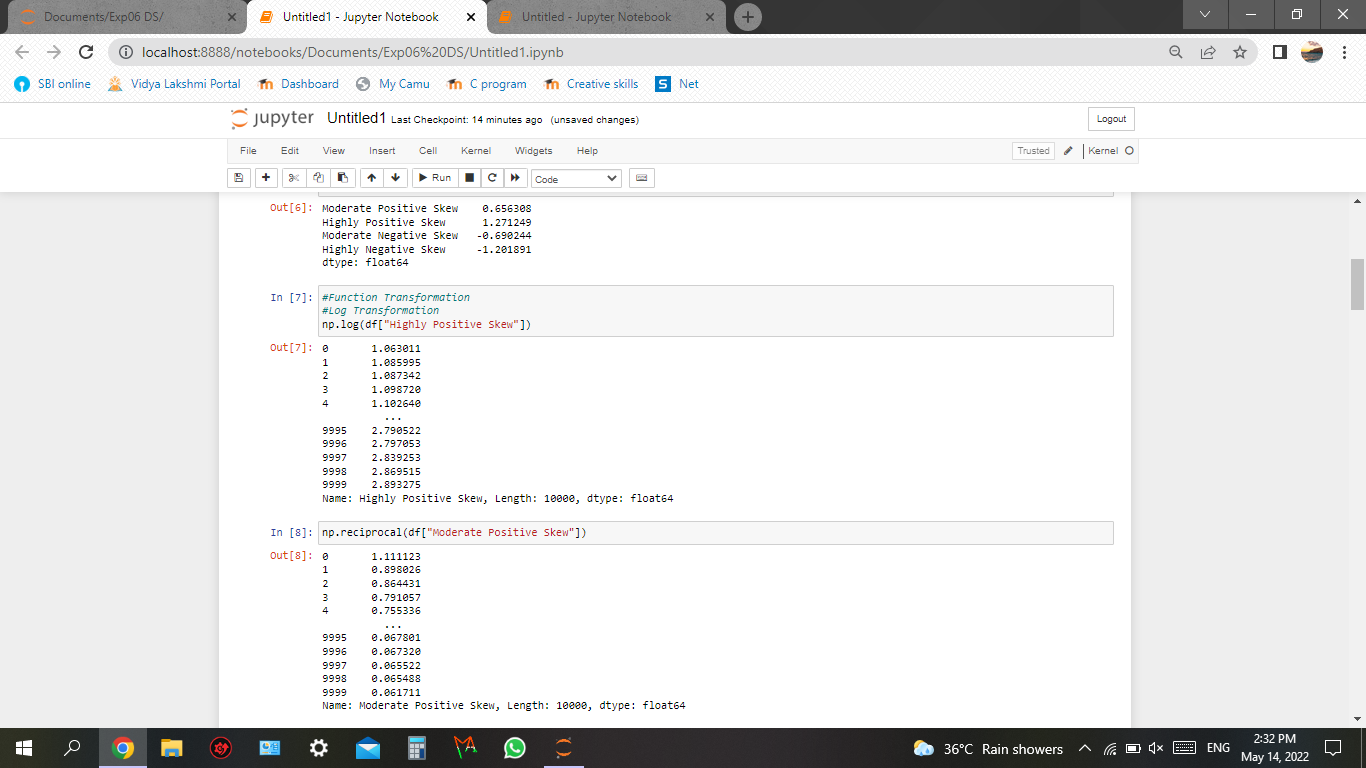 Documents/Exp06 DS/
Untitled1 - Jupyter Notebook
Untitled - Jupyter Notebook
localhost:8888/notebooks/Documents/Exp06%20DS/Untitled1.ipynb
SBI online Vidya Lakshmi Portal Dashboard My Camu C program Creative skills S Net
jupyter Untitled1 Last Checkpoint: 14 minutes ago (unsaved changes) Logout
File Edit View Insert Cell Kernel Widgets Help Trusted Kernel
Run Code
Out[6]: Moderate Positive Skew 0.656308
Highly Positive Skew 1.271249
Moderate Negative Skew -0.690244
Highly Negative Skew -1.201891
dtype: float64
In [7]: #Function Transformation
#Log Transformation
np.log(df["Highly Positive Skew"])
Out[7]: 0 1.063011
1 1.085995
2 1.087342
3 1.098720
4 1.102640
...
9995 2.790522
9996 2.797053
9997 2.839253
9998 2.869515
9999 2.893275
Name: Highly Positive Skew, Length: 10000, dtype: float64
In [8]: np.reciprocal(df["Moderate Positive Skew"])
Out[8]: 0 1.111123
1 0.898026
2 0.864431
3 0.791057
4 0.755336
...
9995 0.067801
9996 0.067320
9997 0.065522
9998 0.065488
9999 0.061711
Name: Moderate Positive Skew, Length: 10000, dtype: float64
36°C Rain showers ENG 2:32 PM
May 14, 2022